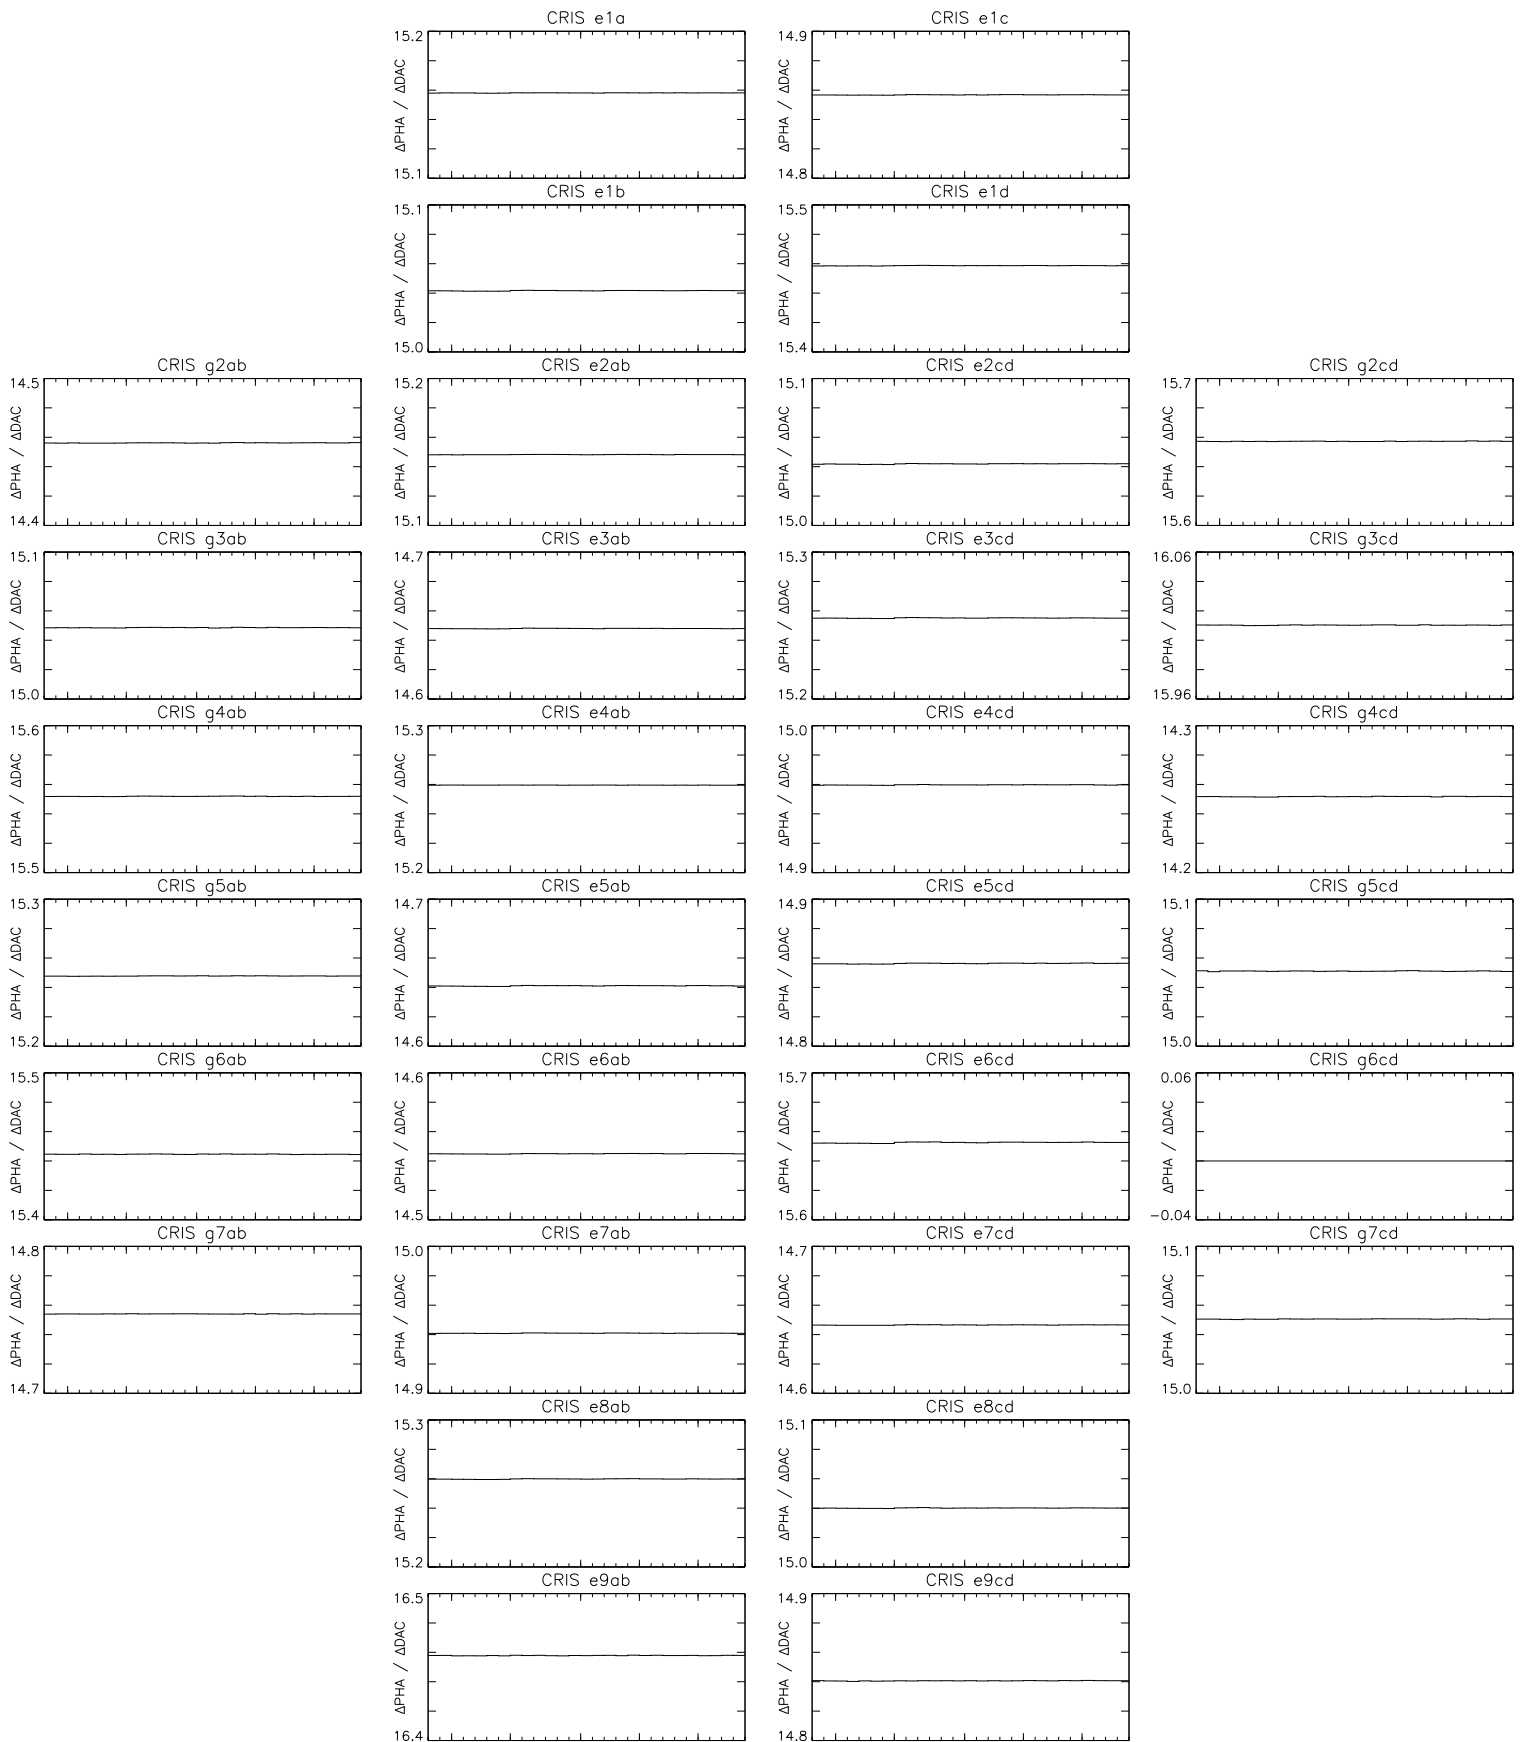 CRIS e1a
CRIS e1c
15.2
ΔPHA / ΔDAC
15.1
14.9
ΔPHA / ΔDAC
14.8
CRIS e1b
CRIS e1d
15.1
ΔPHA / ΔDAC
15.0
15.5
ΔPHA / ΔDAC
15.4
CRIS g2ab
CRIS e2ab
CRIS e2cd
CRIS g2cd
14.5
ΔPHA / ΔDAC
14.4
15.2
ΔPHA / ΔDAC
15.1
15.1
ΔPHA / ΔDAC
15.0
15.7
ΔPHA / ΔDAC
15.6
CRIS g3ab
CRIS e3ab
CRIS e3cd
CRIS g3cd
15.1
ΔPHA / ΔDAC
15.0
14.7
ΔPHA / ΔDAC
14.6
15.3
ΔPHA / ΔDAC
15.2
16.06
ΔPHA / ΔDAC
15.96
CRIS g4ab
CRIS e4ab
CRIS e4cd
CRIS g4cd
15.6
ΔPHA / ΔDAC
15.5
15.3
ΔPHA / ΔDAC
15.2
15.0
ΔPHA / ΔDAC
14.9
14.3
ΔPHA / ΔDAC
14.2
CRIS g5ab
CRIS e5ab
CRIS e5cd
CRIS g5cd
15.3
ΔPHA / ΔDAC
15.2
14.7
ΔPHA / ΔDAC
14.6
14.9
ΔPHA / ΔDAC
14.8
15.1
ΔPHA / ΔDAC
15.0
CRIS g6ab
CRIS e6ab
CRIS e6cd
CRIS g6cd
15.5
ΔPHA / ΔDAC
15.4
14.6
ΔPHA / ΔDAC
14.5
15.7
ΔPHA / ΔDAC
15.6
0.06
ΔPHA / ΔDAC
−0.04
CRIS g7ab
CRIS e7ab
CRIS e7cd
CRIS g7cd
14.8
ΔPHA / ΔDAC
14.7
15.0
ΔPHA / ΔDAC
14.9
14.7
ΔPHA / ΔDAC
14.6
15.1
ΔPHA / ΔDAC
15.0
CRIS e8ab
CRIS e8cd
15.3
ΔPHA / ΔDAC
15.2
15.1
ΔPHA / ΔDAC
15.0
CRIS e9ab
CRIS e9cd
16.5
ΔPHA / ΔDAC
16.4
14.9
ΔPHA / ΔDAC
14.8